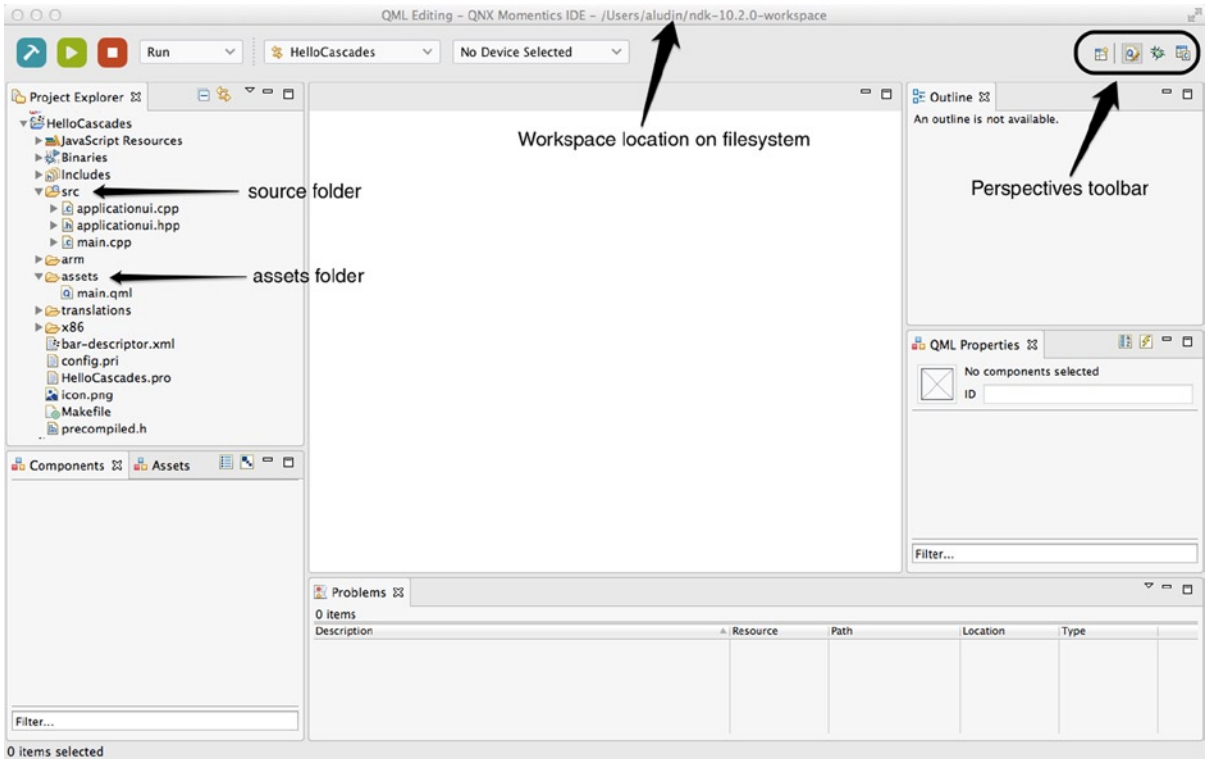 QML Editing - QNX Momentics IDE - /Users/aludin/ndk-10.2.0-workspace
Run
HelloCascades
No Device Selected
Project Explorer
HelloCascades
JavaScript Resources
Binaries
Includes
src
applicationui.cpp
applicationui.hpp
main.cpp
arm
assets
main.qml
translations
x86
bar-descriptor.xml
config.pri
HelloCascades.pro
icon.png
Makefile
precompiled.h
source folder
assets folder
Workspace location on filesystem
Outline
An outline is not available.
Perspectives toolbar
QML Properties
No components selected
ID
Filter...
Components
Assets
Filter...
Problems
0 items
Description Resource Path Location Type
0 items selected